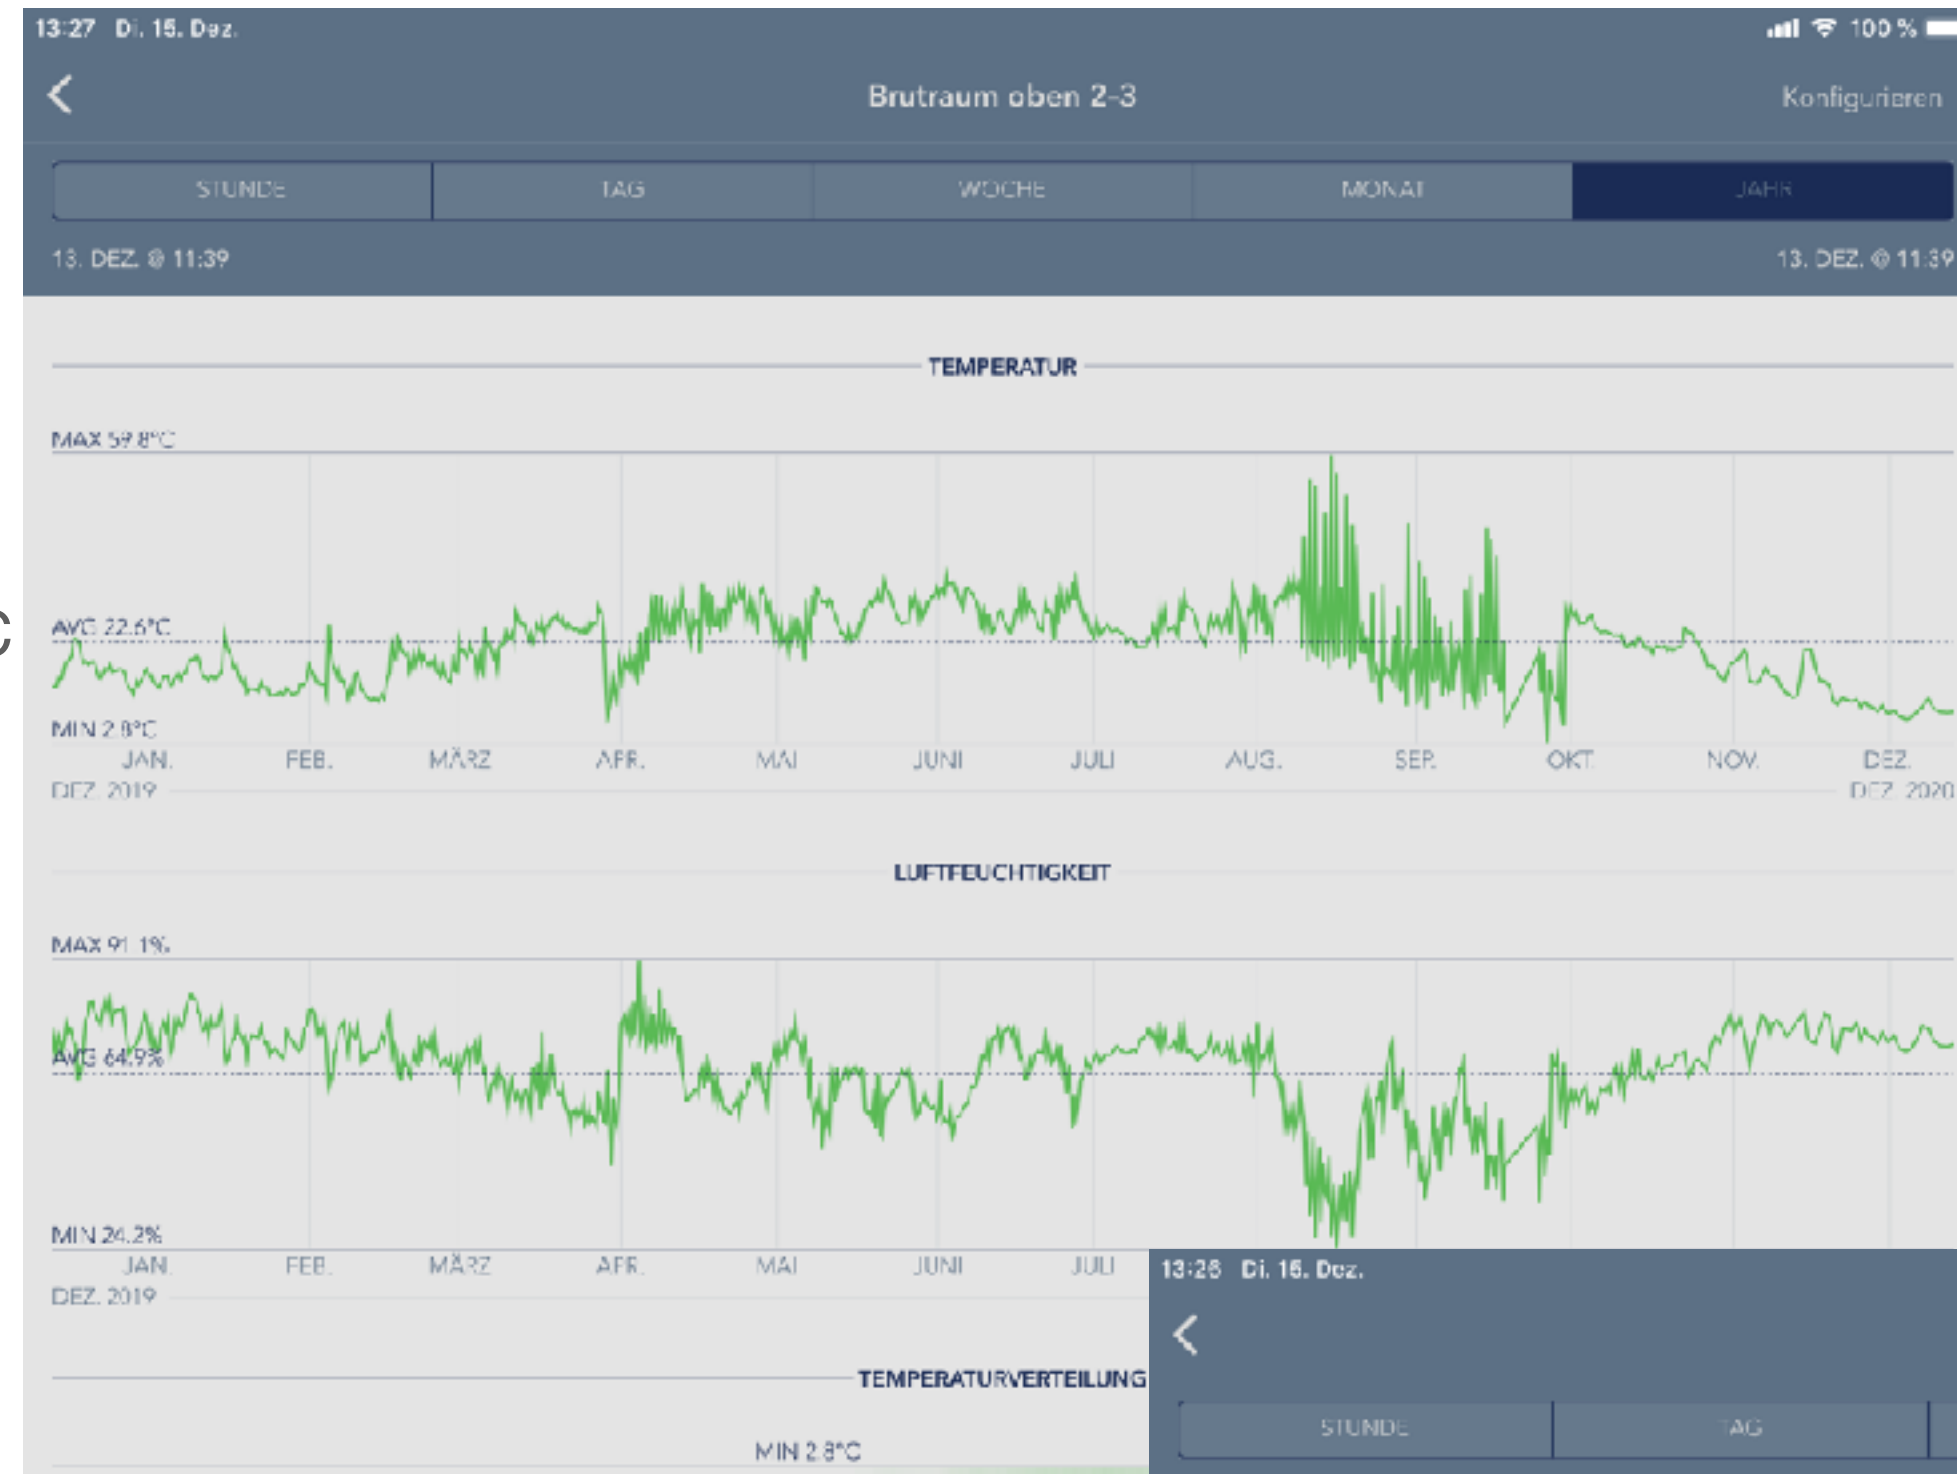 13:27 Di. 15. Dez. 100 %
Brutraum oben 2-3 Konfigurieren
STUNDE TAG WOCHE MONAT JAHR
13. DEZ. @ 11:39 13. DEZ. @ 11:39
TEMPERATUR
MAX 59.8°C
C
AVG 22.6°C
MIN 2.8°C
JAN. FEB. MÄRZ APR. MAI JUNI JULI AUG. SEP. OKT. NOV. DEZ.
DEZ. 2019 DEZ. 2020
LUFTFEUCHTIGKEIT
MAX 91.1%
AVG 64.9%
MIN 24.2%
JAN. FEB. MÄRZ APR. MAI JUNI JULI
DEZ. 2019
13:26 Di. 15. Dez.
TEMPERATURVERTEILUNG
STUNDE TAG
MIN 2.8°C